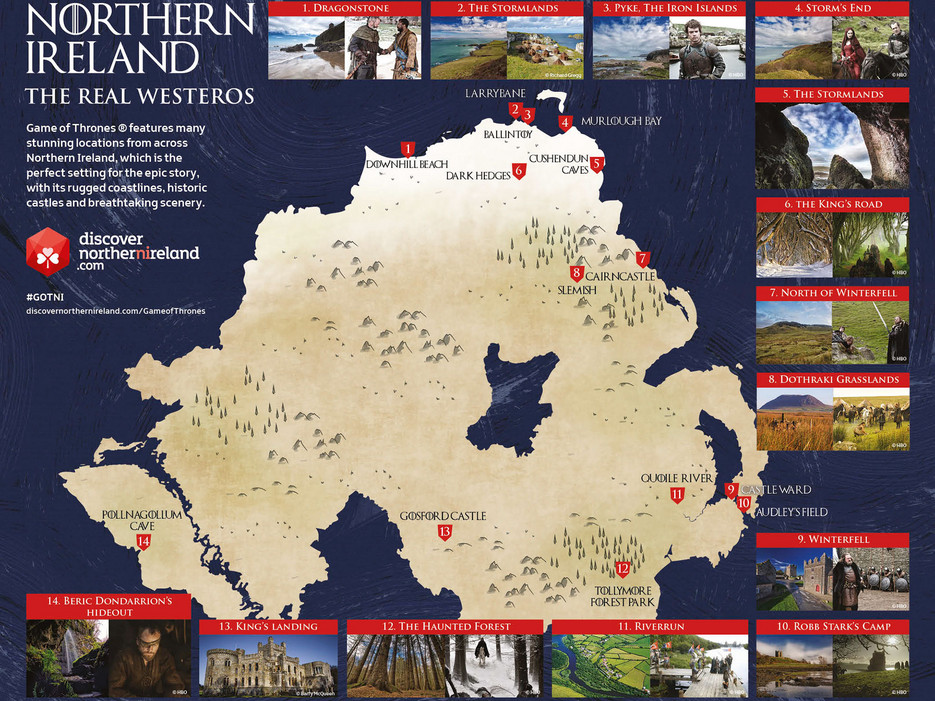 NORTHERN
IRELAND
THE REAL WESTEROS
Game of Thrones ® features many
stunning locations from across
Northern Ireland, which is the
perfect setting for the epic story,
with its rugged coastlines, historic
castles and breathtaking scenery.
discover
northernireland
.com
#GOTNI
discovernorthernireland.com/GameofThrones
1. DRAGONSTONE
© HBO
2. THE STORMLANDS
© Richard Gregg
3. PYKE, THE IRON ISLANDS
© HBO
4. STORM'S END
© HBO
5. THE STORMLANDS
6. THE KING'S ROAD
© HBO
7. NORTH OF WINTERFELL
© HBO
8. DOTHRAKI GRASSLANDS
© HBO
9. WINTERFELL
© HBO
10. ROBB STARK'S CAMP
© HBO
11. RIVERRUN
© HBO
12. THE HAUNTED FOREST
© HBO
13. KING'S LANDING
© Barry McQueen
14. BERIC DONDARRION'S
HIDEOUT
© HBO
LARRYBANE
2
3
BALLINTOY
4
MURLOUGH BAY
1
DOWNHILL BEACH
CUSHENDUN
CAVES
5
DARK HEDGES
6
7
CAIRNCASTLE
8
SLEMISH
QUOILE RIVER
11
9
CASTLE WARD
10
AUDLEY'S FIELD
POLLNAGOLLUM
CAVE
14
GOSFORD CASTLE
13
12
TOLLYMORE
FOREST PARK